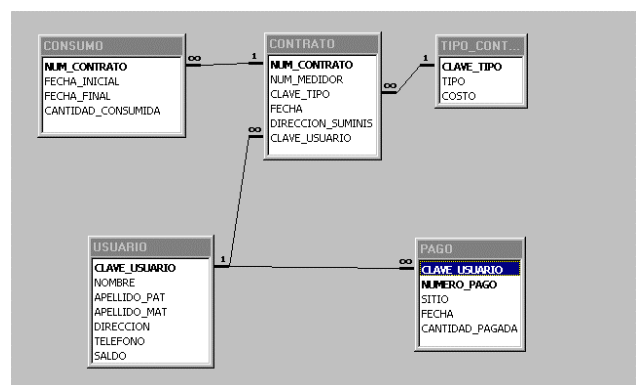 CONSUMO
NUM_CONTRATO
FECHA_INICIAL
FECHA_FINAL
CANTIDAD_CONSUMIDA
∞
1
CONTRATO
NUM_CONTRATO
NUM_MEDIDOR
CLAVE_TIPO
FECHA
DIRECCION_SUMINIS
CLAVE_USUARIO
∞
∞
1
TIPO_CONT...
CLAVE_TIPO
TIPO
COSTO
USUARIO
CLAVE_USUARIO
NOMBRE
APELLIDO_PAT
APELLIDO_MAT
DIRECCION
TELEFONO
SALDO
1
∞
PAGO
CLAVE_USUARIO
NUMERO_PAGO
SITIO
FECHA
CANTIDAD_PAGADA